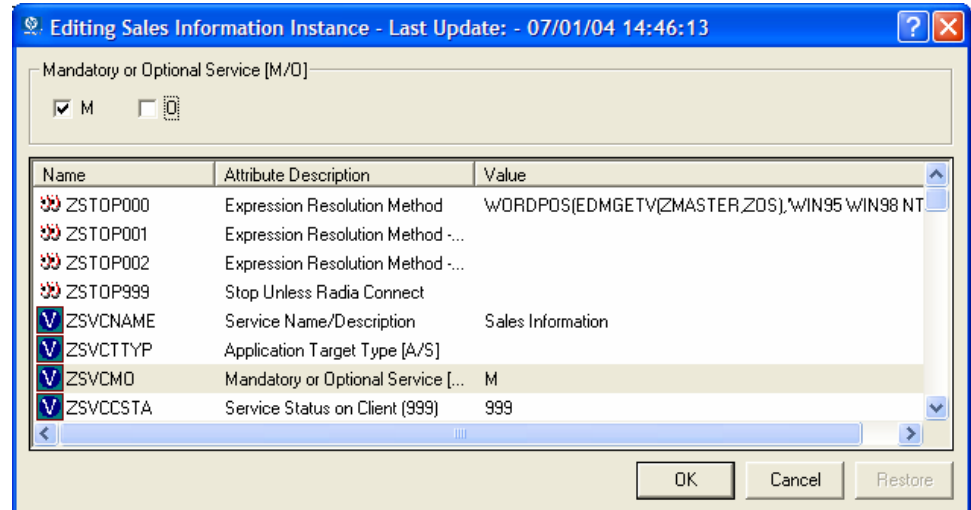 Editing Sales Information Instance - Last Update: - 07/01/04 14:46:13
Mandatory or Optional Service [M/O]
M O
Name Attribute Description Value
ZSTOP000 Expression Resolution Method WORDPOS(EDMGETV(ZMASTER,ZOS),'WIN95 WIN98 NT
ZSTOP001 Expression Resolution Method -...
ZSTOP002 Expression Resolution Method -...
ZSTOP999 Stop Unless Radia Connect
V ZSVCNAME Service Name/Description Sales Information
V ZSVCTTYP Application Target Type [A/S]
V ZSVCMO Mandatory or Optional Service [... M
V ZSVCCSTA Service Status on Client (999) 999
OK Cancel Restore